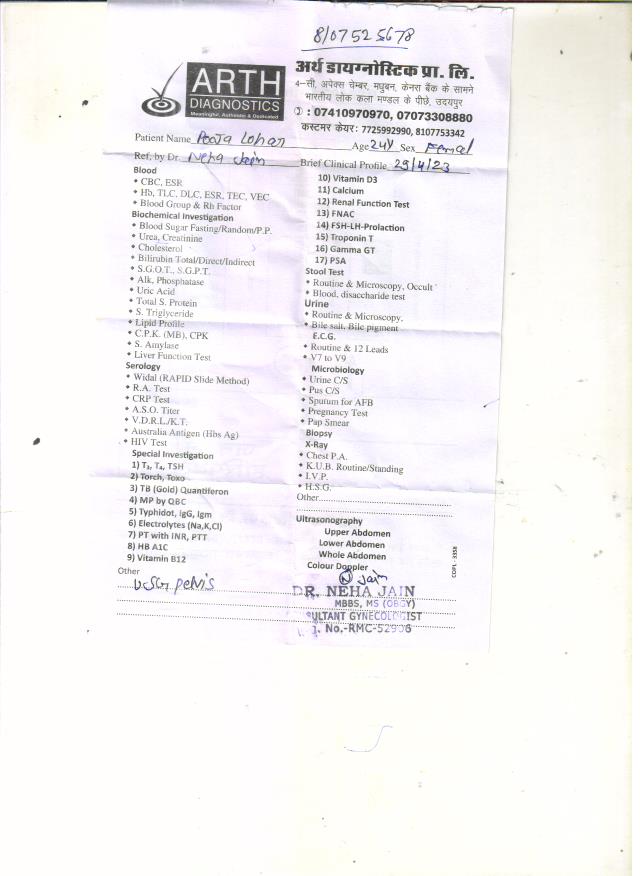 8107525678
ARTH
DIAGNOSTICS
Meaningful, Authentic & Dedicated
अर्थ डायग्नोस्टिक प्रा. लि.
4-सी, अपेक्स चेम्बर, मधुबन, केनरा बैंक के सामने
भारतीय लोक कला मण्डल के पीछे, उदयपुर
: 07410970970, 07073308880
कस्टमर केयर: 7725992990, 8107753342
Patient Name Pooja Lohar Age 24y Sex Femal
Ref. by Dr. Neha Jain Brief Clinical Profile 29/4/23
Blood
• CBC, ESR
• Hb, TLC, DLC, ESR, TEC, VEC
• Blood Group & Rh Factor
Biochemical Investigation
• Blood Sugar Fasting/Random/P.P.
• Urea, Creatinine
• Cholesterol
• Bilirubin Total/Direct/Indirect
• S.G.O.T., S.G.P.T.
• Alk, Phosphatase
• Uric Acid
• Total S. Protein
• S. Triglyceride
• Lipid Profile
• C.P.K. (MB), CPK
• S. Amylase
• Liver Function Test
Serology
• Widal (RAPID Slide Method)
• R.A. Test
• CRP Test
• A.S.O. Titer
• V.D.R.L./K.T.
• Australia Antigen (Hbs Ag)
• HIV Test
Special Investigation
1) T3, T4, TSH
2) Torch, Toxo
3) TB (Gold) Quantiferon
4) MP by QBC
5) Typhidot, IgG, Igm
6) Electrolytes (Na,K,Cl)
7) PT with INR, PTT
8) HB A1C
9) Vitamin B12
Other
USG pelvis
10) Vitamin D3
11) Calcium
12) Renal Function Test
13) FNAC
14) FSH-LH-Prolaction
15) Troponin T
16) Gamma GT
17) PSA
Stool Test
• Routine & Microscopy, Occult
• Blood, disaccharide test
Urine
• Routine & Microscopy.
• Bile salt, Bile pigment
E.C.G.
• Routine & 12 Leads
• V7 to V9
Microbiology
• Urine C/S
• Pus C/S
• Sputum for AFB
• Pregnancy Test
• Pap Smear
Biopsy
X-Ray
• Chest P.A.
• K.U.B. Routine/Standing
• I.V.P.
• H.S.G.
Other
Ultrasonography
Upper Abdomen
Lower Abdomen
Whole Abdomen
Colour Doppler
COPL - 3358
N Jain
DR. NEHA JAIN
MBBS, MS (OBGY)
SULTANT GYNECOLOGIST
No.-RMC-52906